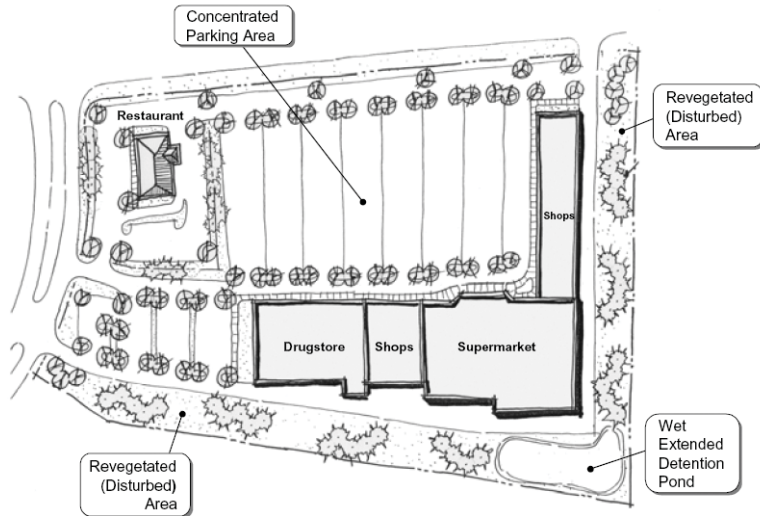 Concentrated
Parking Area
Restaurant
Revegetated
(Disturbed)
Area
Shops
Drugstore
Shops
Supermarket
Wet
Extended
Detention
Pond
Revegetated
(Disturbed)
Area